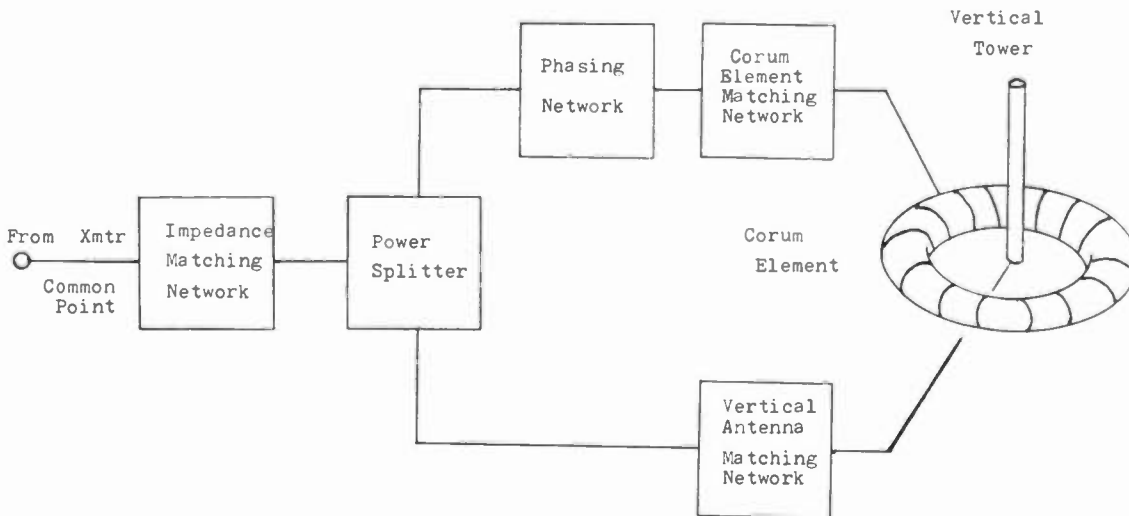 Vertical
Tower
Phasing
Network
Corum
Element
Matching
Network
From Xmtr
Common
Point
Impedance
Matching
Network
Power
Splitter
Corum
Element
Vertical
Antenna
Matching
Network